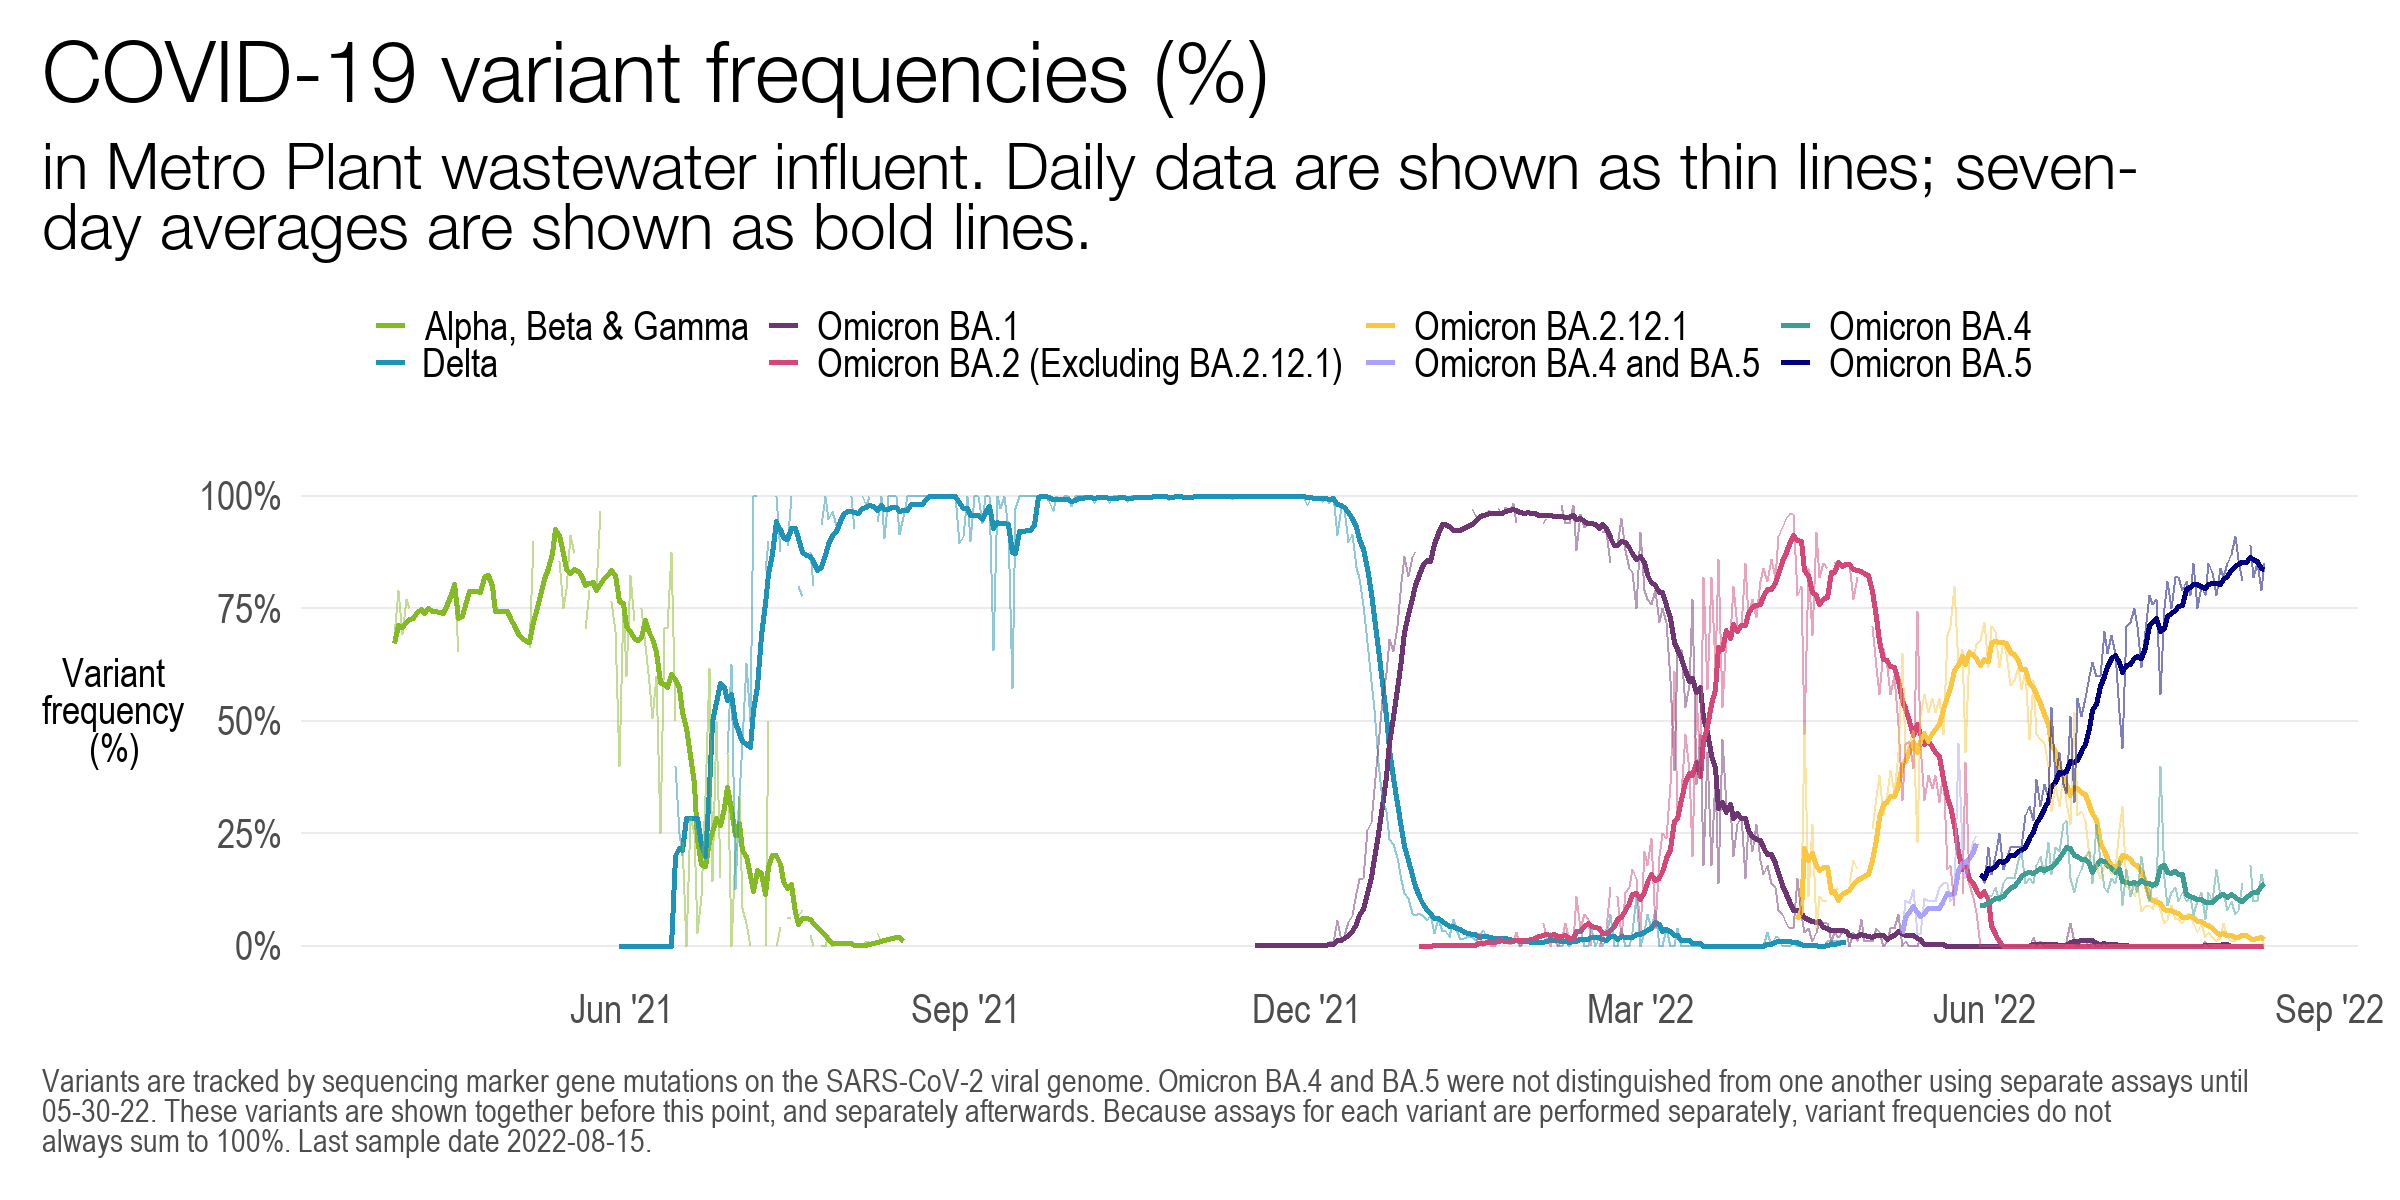 COVID-19 variant frequencies (%)
in Metro Plant wastewater influent. Daily data are shown as thin lines; seven-
day averages are shown as bold lines.
Alpha, Beta & Gamma
Omicron BA.1
Omicron BA.2.12.1
Omicron BA.4
Delta
Omicron BA.2 (Excluding BA.2.12.1)
Omicron BA.4 and BA.5
Omicron BA.5
100%
75%
50%
25%
0%
Variant
frequency
(%)
Jun '21
Sep '21
Dec '21
Mar '22
Jun '22
Sep '22
Variants are tracked by sequencing marker gene mutations on the SARS-CoV-2 viral genome. Omicron BA.4 and BA.5 were not distinguished from one another using separate assays until
05-30-22. These variants are shown together before this point, and separately afterwards. Because assays for each variant are performed separately, variant frequencies do not
always sum to 100%. Last sample date 2022-08-15.